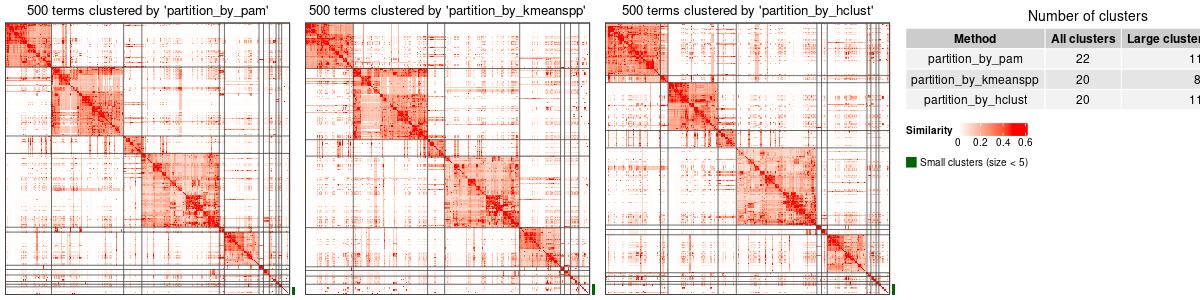 500 terms clustered by 'partition_by_pam'
500 terms clustered by 'partition_by_kmeanspp'
500 terms clustered by 'partition_by_hclust'
Number of clusters
Method All clusters Large cluster
partition_by_pam 22 11
partition_by_kmeanspp 20 8
partition_by_hclust 20 11
Similarity
0 0.2 0.4 0.6
Small clusters (size < 5)